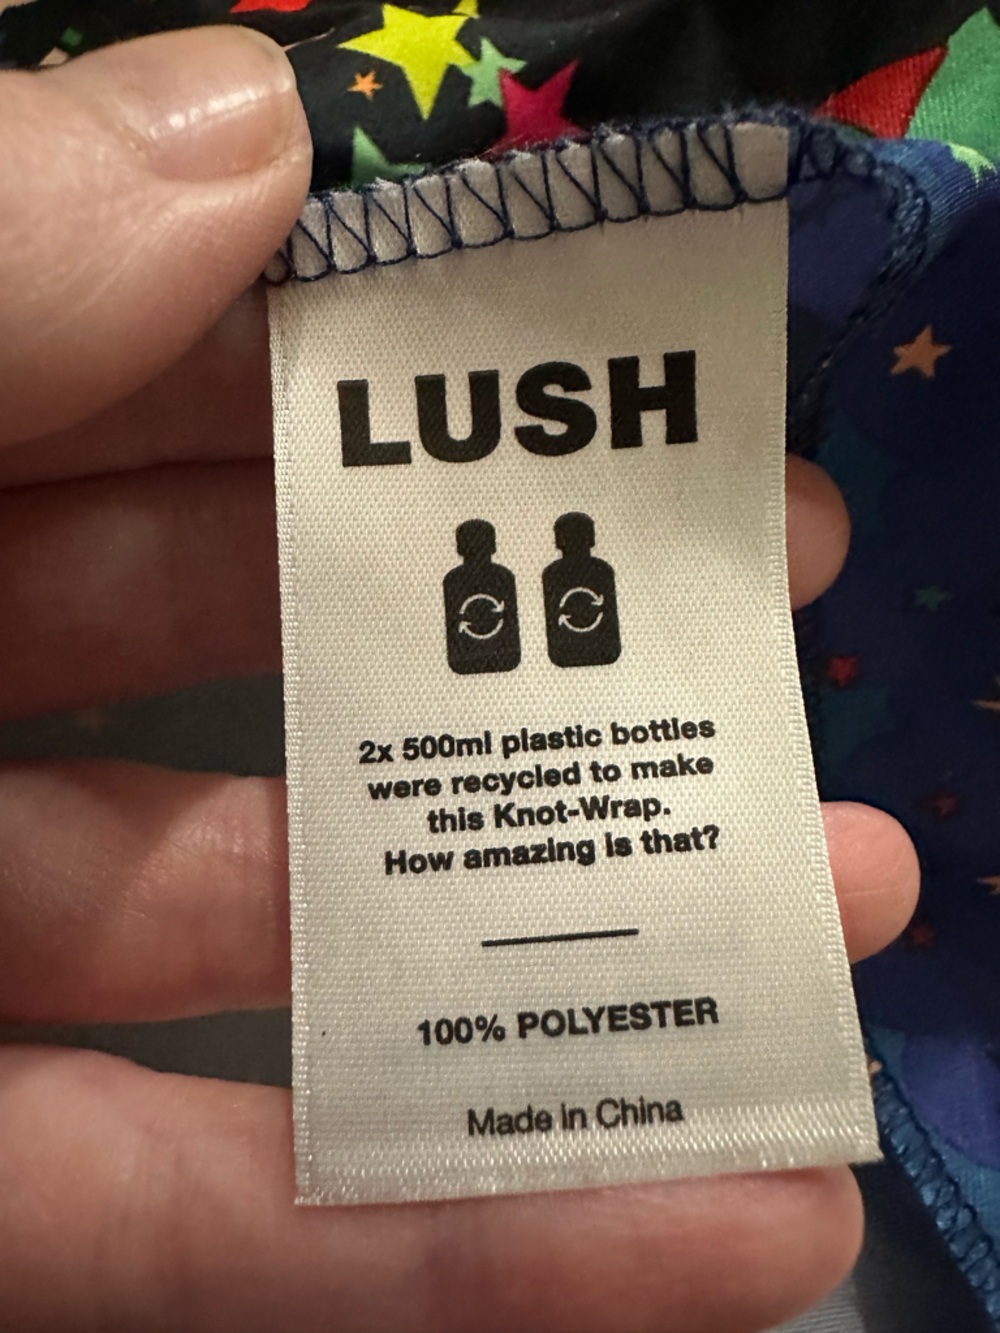 LUSH
2x 500ml plastic bottles
were recycled to make
this Knot-Wrap.
How amazing is that?
100% POLYESTER
Made in China